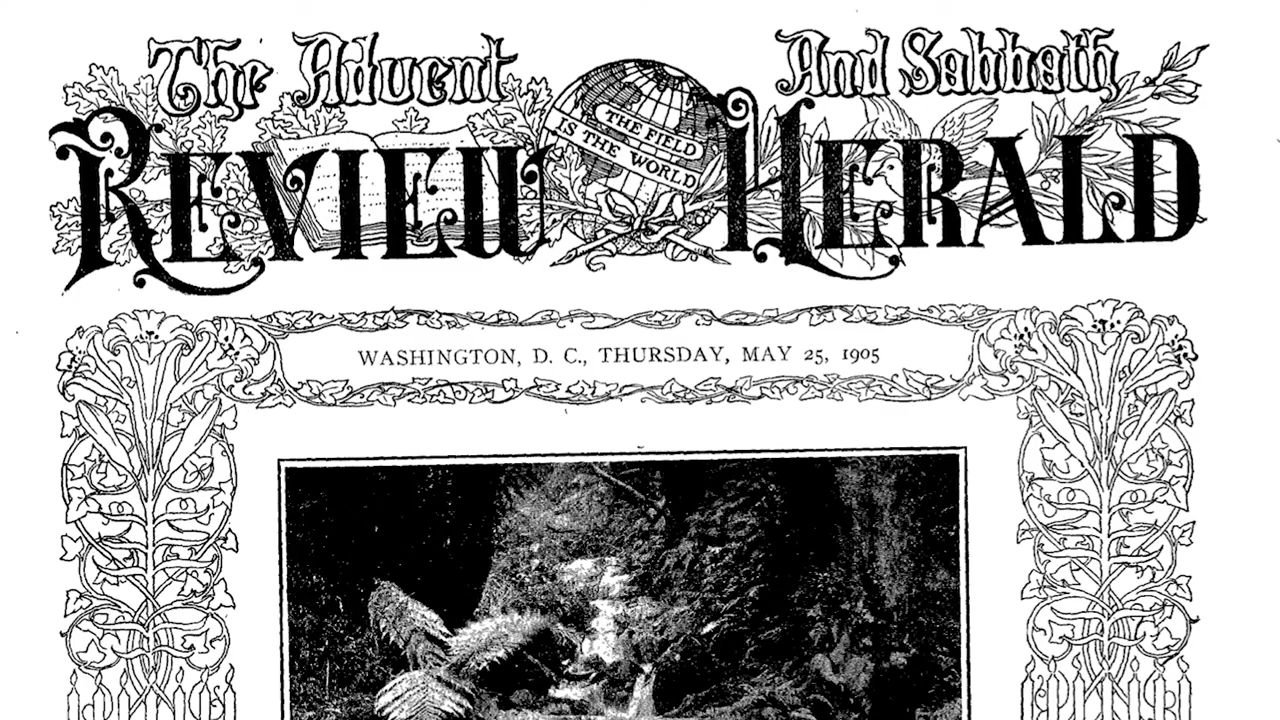 The Advent And Sabbath
REVIEW HERALD
THE FIELD
IS THE WORLD
WASHINGTON, D. C., THURSDAY, MAY 25, 1905